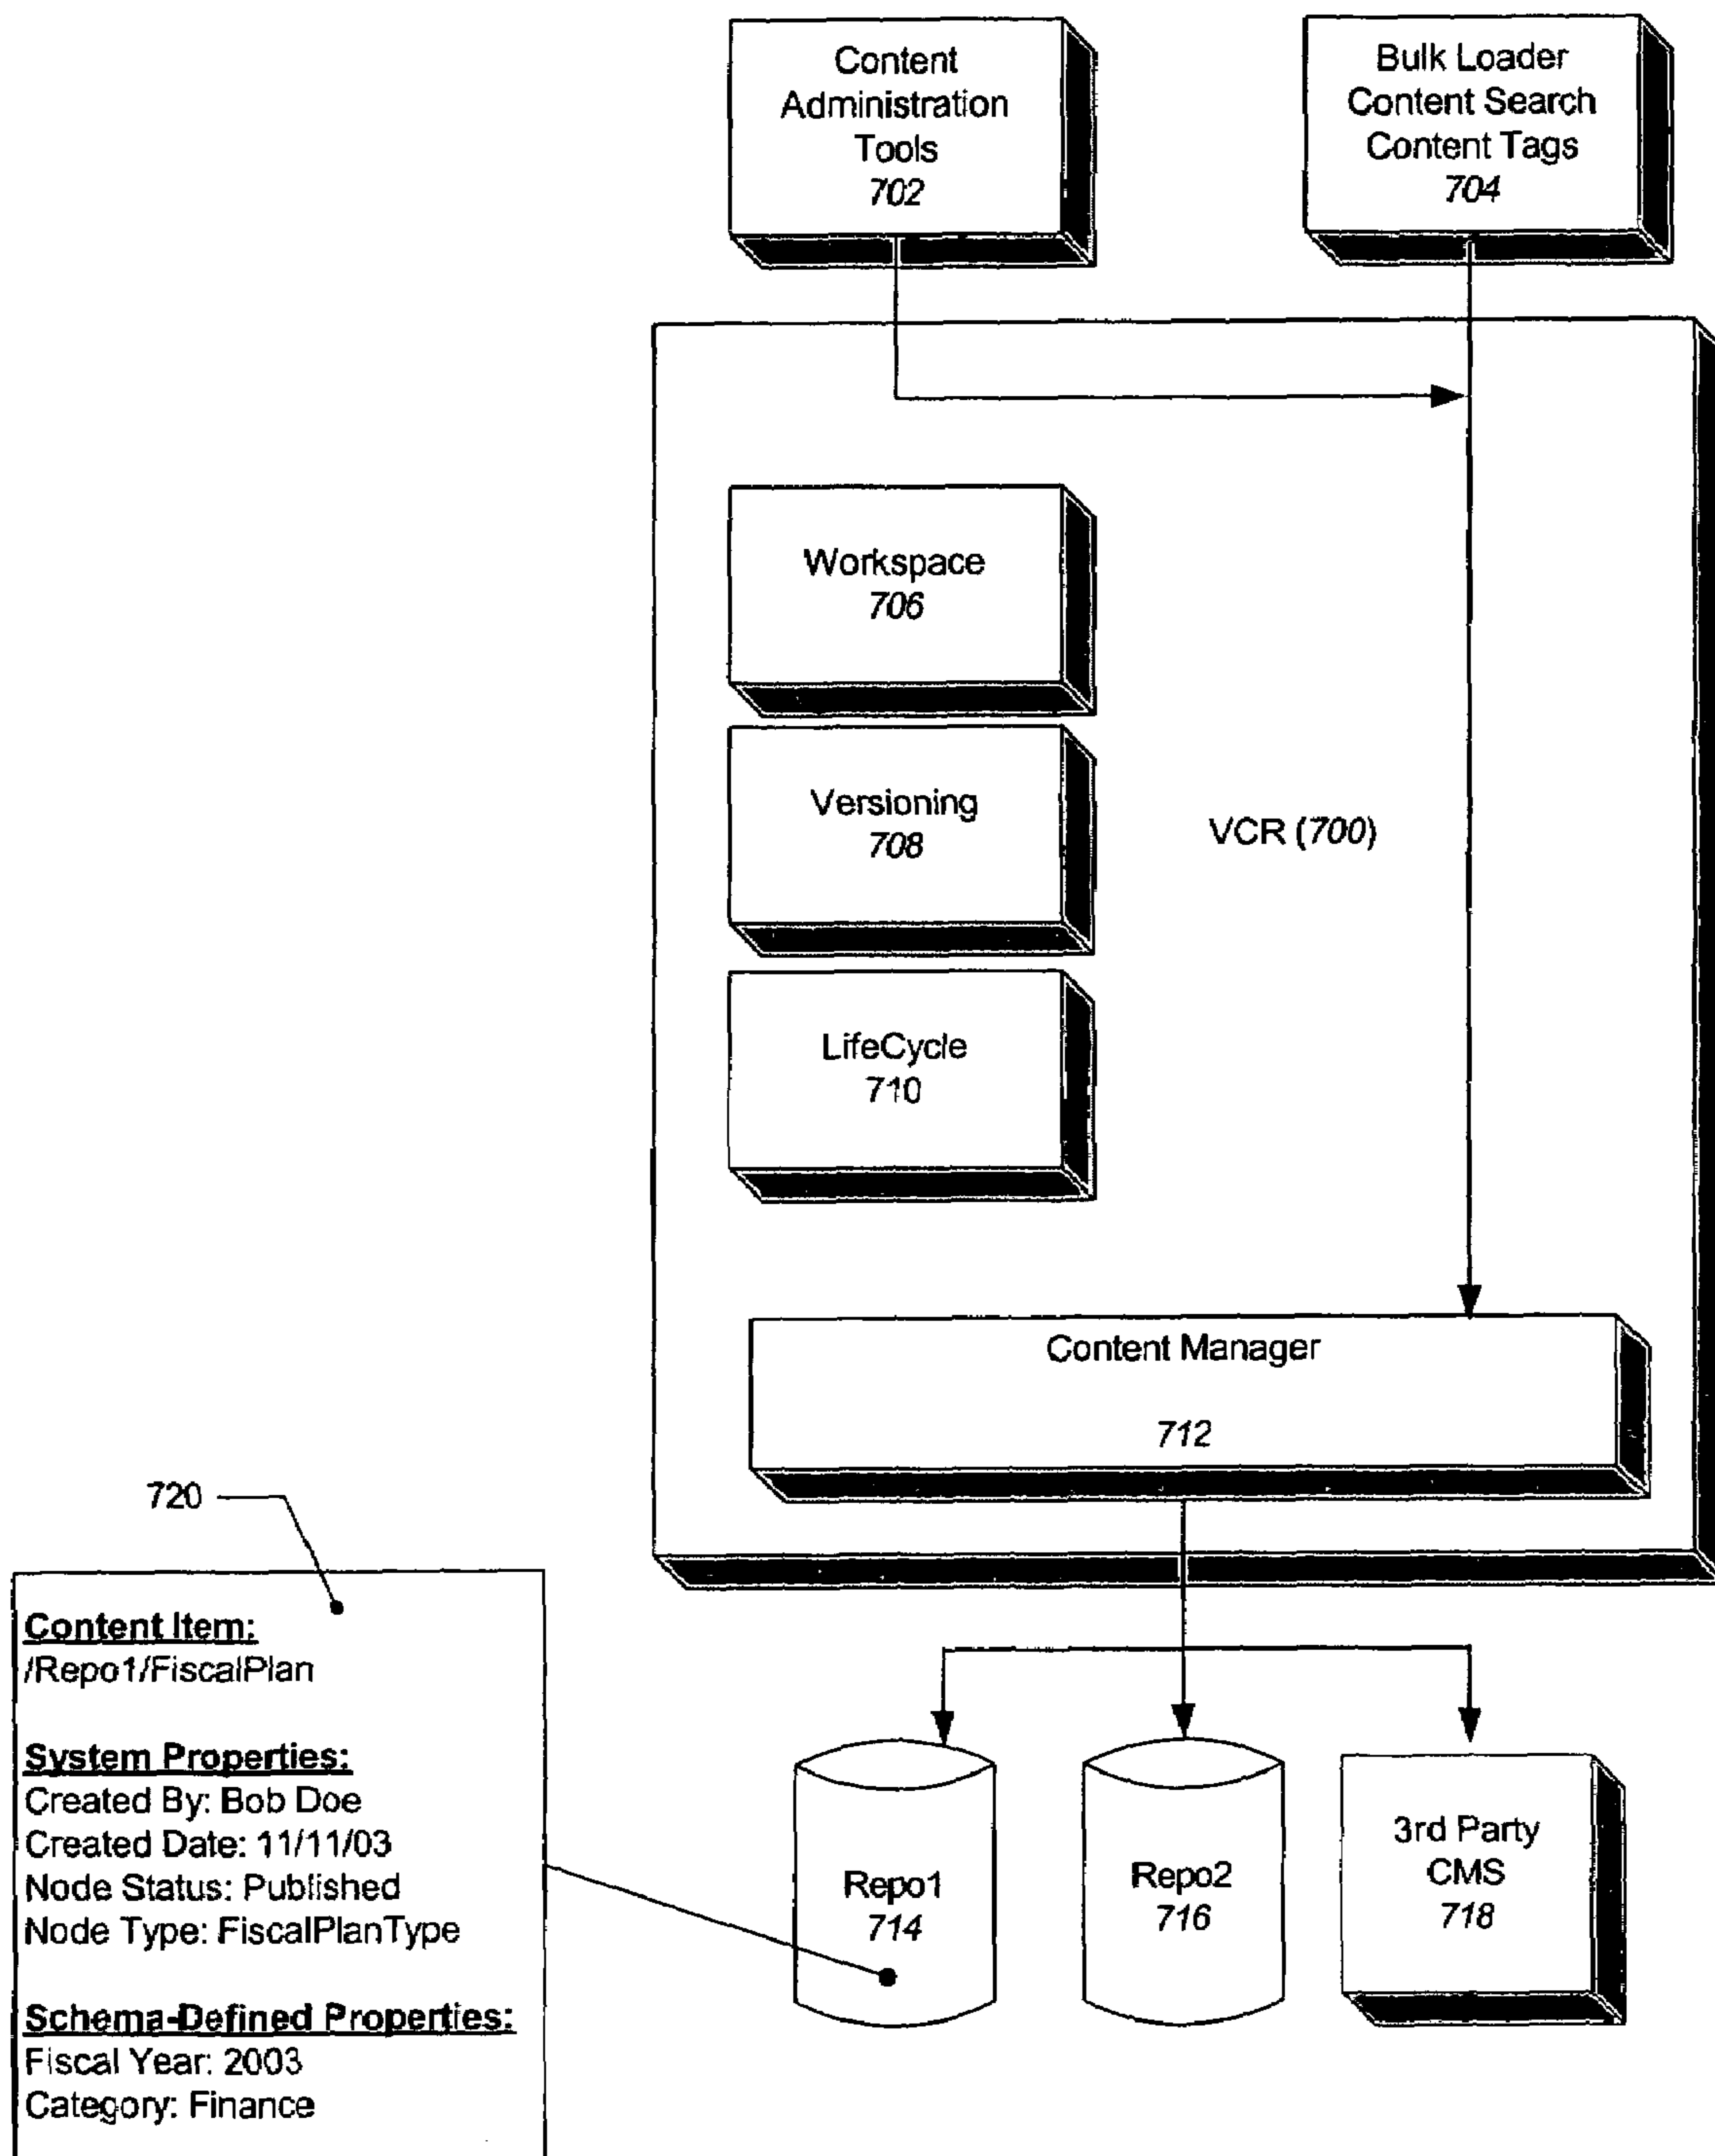 Content
Administration
Tools
702
Bulk Loader
Content Search
Content Tags
704
Workspace
706
Versioning
708
VCR (700)
LifeCycle
710
Content Manager
712
720
Content Item:
/Repo1/FiscalPlan
System Properties:
Created By: Bob Doe
Created Date: 11/11/03
Node Status: Published
Node Type: FiscalPlanType
Schema-Defined Properties:
Fiscal Year: 2003
Category: Finance
Repo1
714
Repo2
716
3rd Party
CMS
718